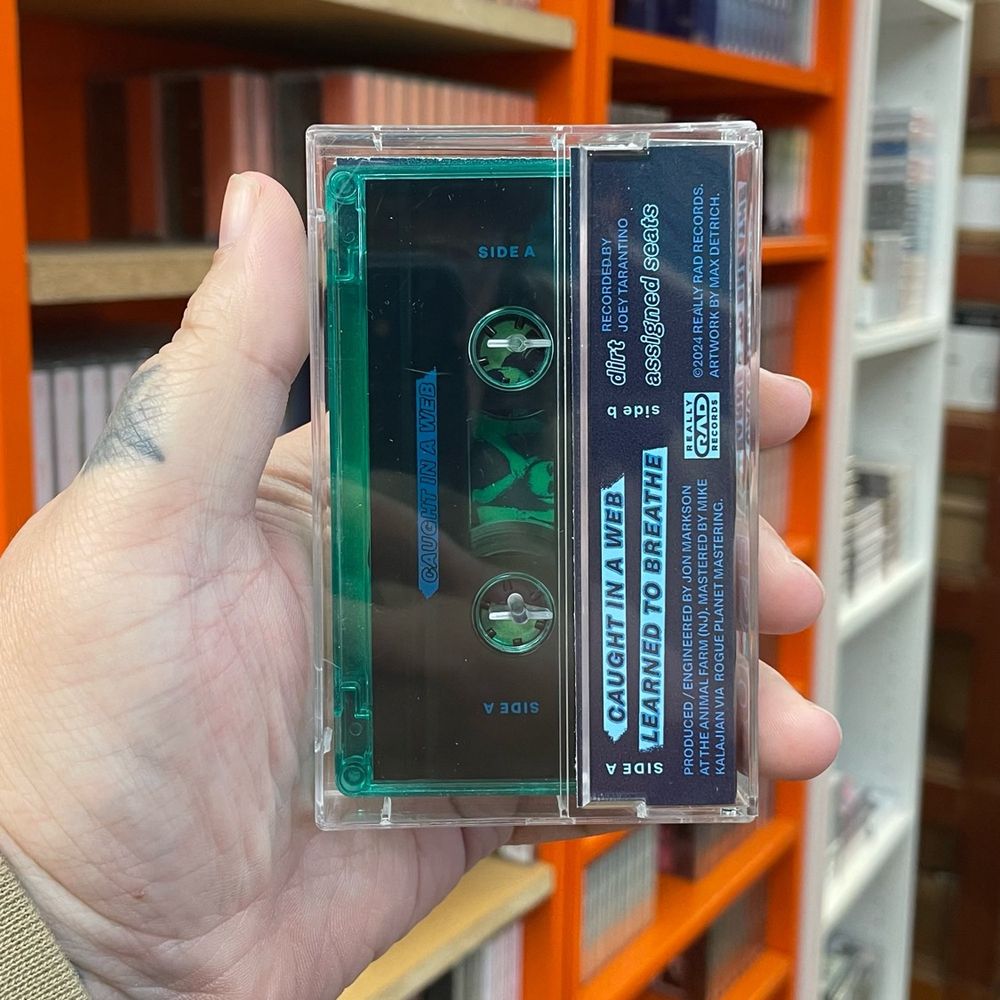 SIDE A
CAUGHT IN A WEB
SIDE A
SIDE A
CAUGHT IN A WEB
LEARNED TO BREATHE
side b
dirt
assigned seats
RECORDED BY
JOEY TARANTINO
PRODUCED / ENGINEERED BY JON MARKSON
AT THE ANIMAL FARM (NJ). MASTERED BY MIKE
KALAJIAN VIA ROGUE PLANET MASTERING.
REALLY
RAD
RECORDS
©2024 REALLY RAD RECORDS.
ARTWORK BY MAX DETRICH.